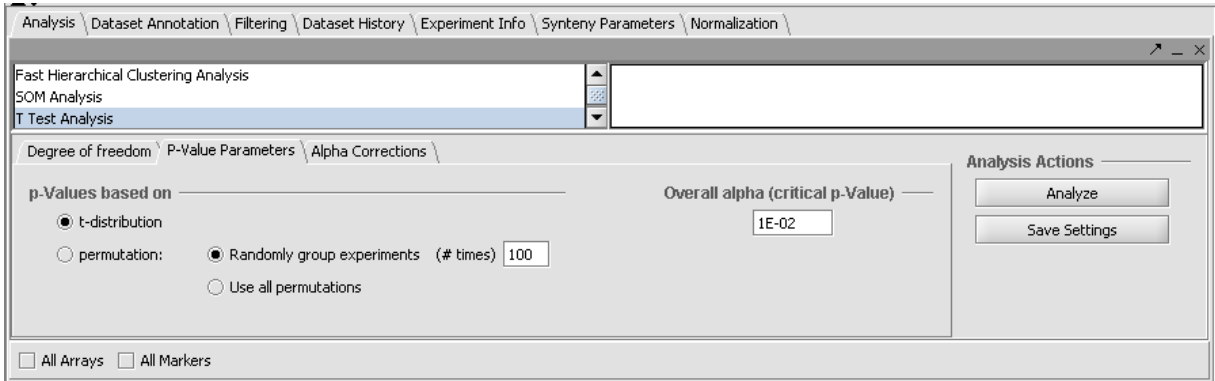 Analysis Dataset Annotation Filtering Dataset History Experiment Info Synteny Parameters Normalization
Fast Hierarchical Clustering Analysis
SOM Analysis
T Test Analysis
Degree of freedom P-Value Parameters Alpha Corrections
p-Values based on
t-distribution
permutation: Randomly group experiments (# times) 100
Use all permutations
Overall alpha (critical p-Value)
1E-02
Analysis Actions
Analyze
Save Settings
All Arrays All Markers